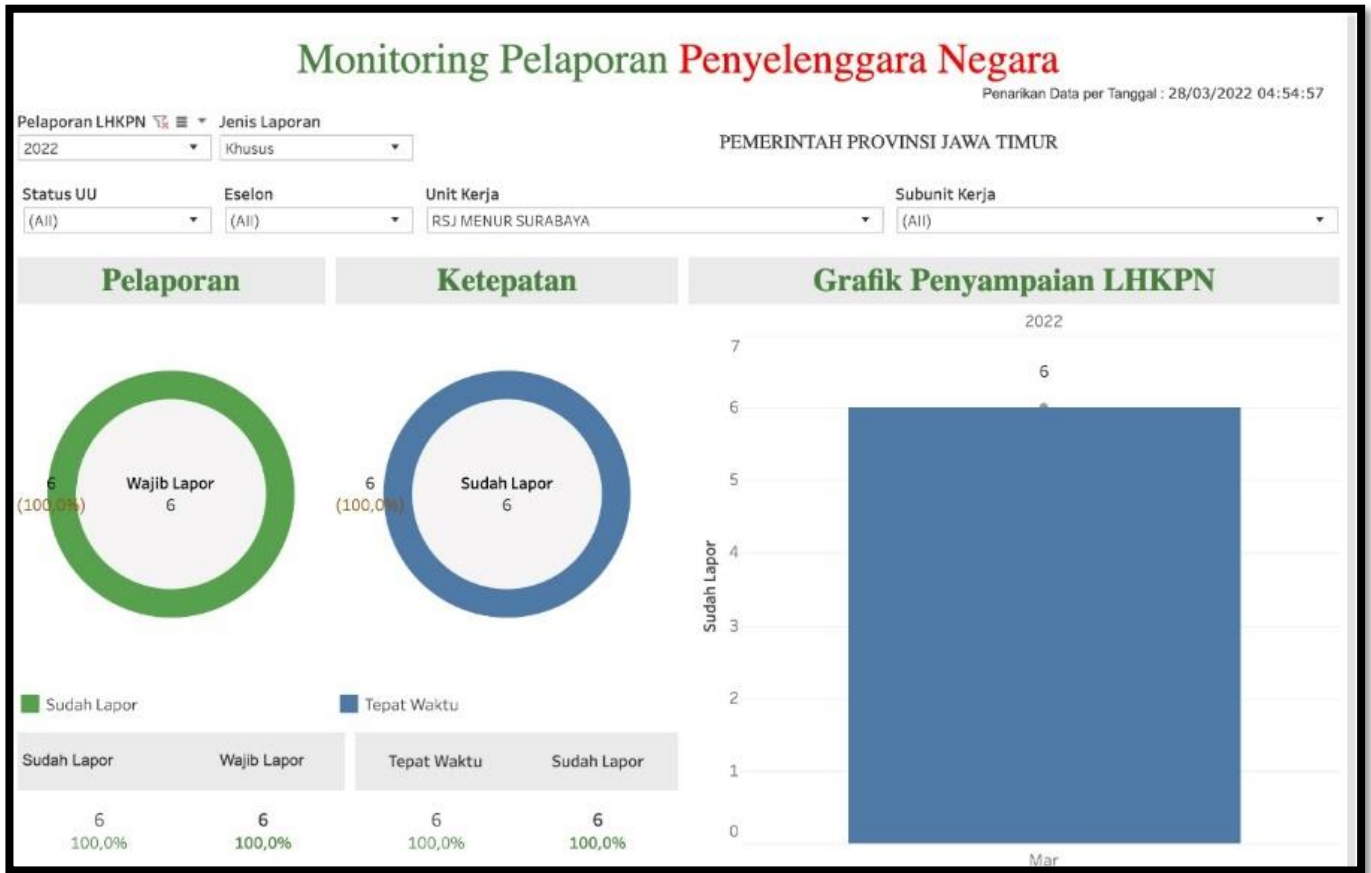 Monitoring Pelaporan Penyelenggara Negara
Penarikan Data per Tanggal : 28/03/2022 04:54:57
Pelaporan LHKPN Jenis Laporan
2022 Khusus
PEMERINTAH PROVINSI JAWA TIMUR
Status UU Eselon Unit Kerja Subunit Kerja
(All) (All) RSJ MENUR SURABAYA (All)
Pelaporan Ketepatan Grafik Penyampaian LHKPN
6
(100,0%)
Wajib Lapor
6
6
(100,0%)
Sudah Lapor
6
Sudah Lapor
Tepat Waktu
Sudah Lapor Wajib Lapor Tepat Waktu Sudah Lapor
6 6 6 6
100,0% 100,0% 100,0% 100,0%
2022
7
6
6
5
4
3
2
1
0
Sudah Lapor
Mar